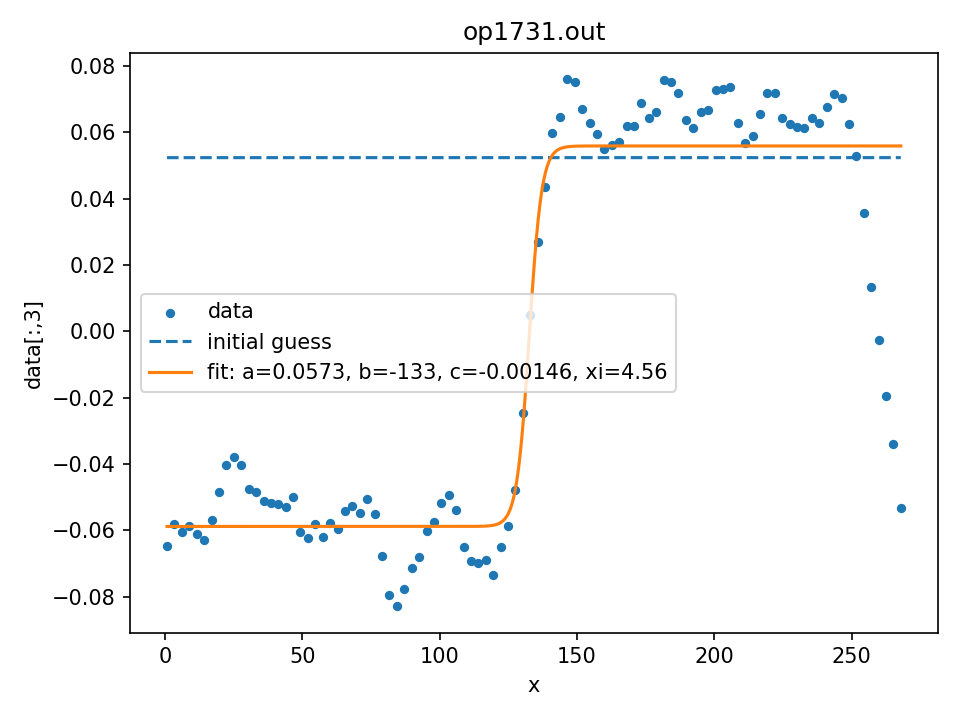 op1731.out
0.08
0.06
0.04
0.02
0.00
−0.02
−0.04
−0.06
−0.08
data[:,3]
data
initial guess
fit: a=0.0573, b=-133, c=-0.00146, xi=4.56
0 50 100 150 200 250
x